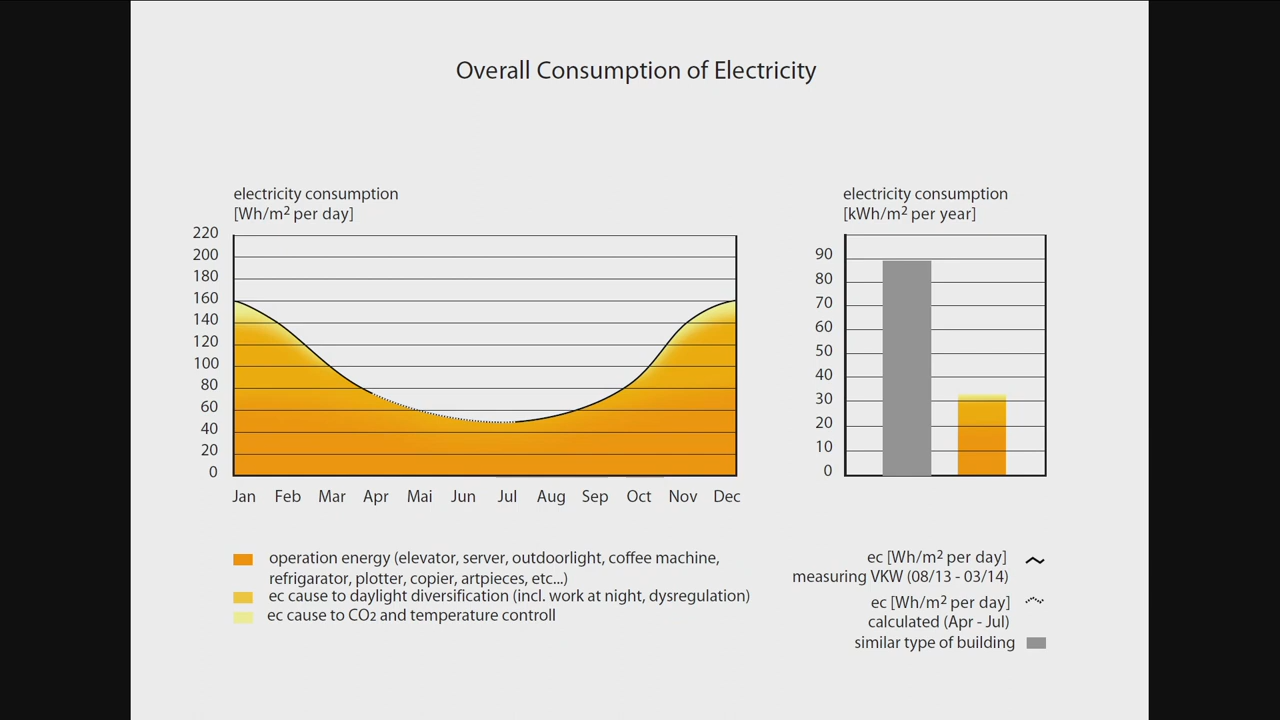 Overall Consumption of Electricity
electricity consumption
[Wh/m² per day]
220
200
180
160
140
120
100
80
60
40
20
0
Jan Feb Mar Apr Mai Jun Jul Aug Sep Oct Nov Dec
electricity consumption
[kWh/m² per year]
90
80
70
60
50
40
30
20
10
0
operation energy (elevator, server, outdoorlight, coffee machine,
refrigarator, plotter, copier, artpieces, etc...)
ec cause to daylight diversification (incl. work at night, dysregulation)
ec cause to CO2 and temperature controll
ec [Wh/m² per day]
measuring VKW (08/13 - 03/14)
ec [Wh/m² per day]
calculated (Apr - Jul)
similar type of building